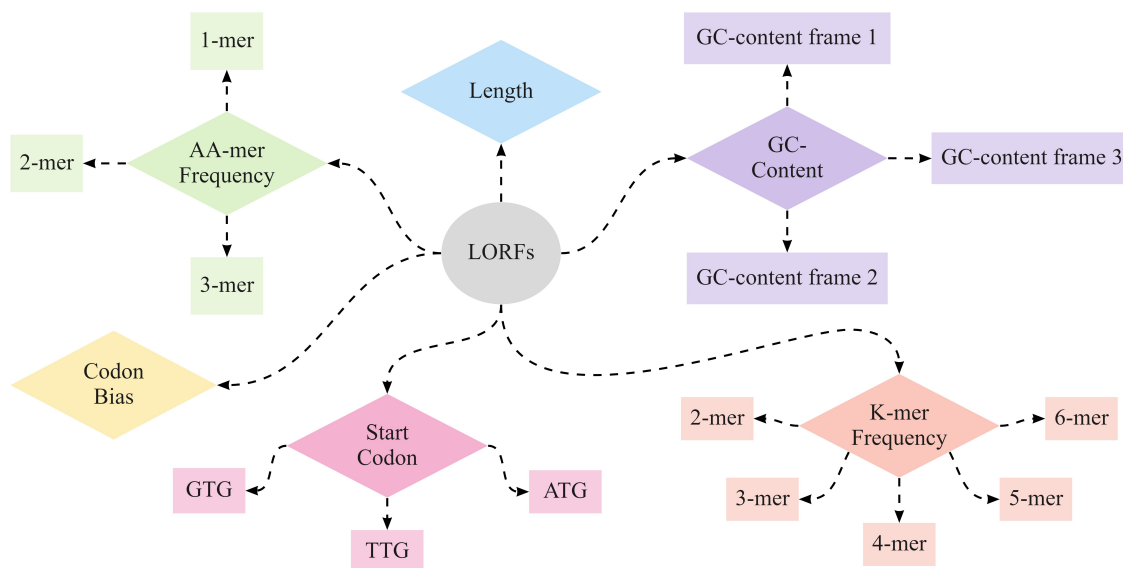 1-mer
2-mer
AA-mer
Frequency
3-mer
Length
GC-content frame 1
GC-
Content
GC-content frame 3
GC-content frame 2
LORFs
Codon
Bias
Start
Codon
GTG
TTG
ATG
K-mer
Frequency
2-mer
3-mer
4-mer
5-mer
6-mer